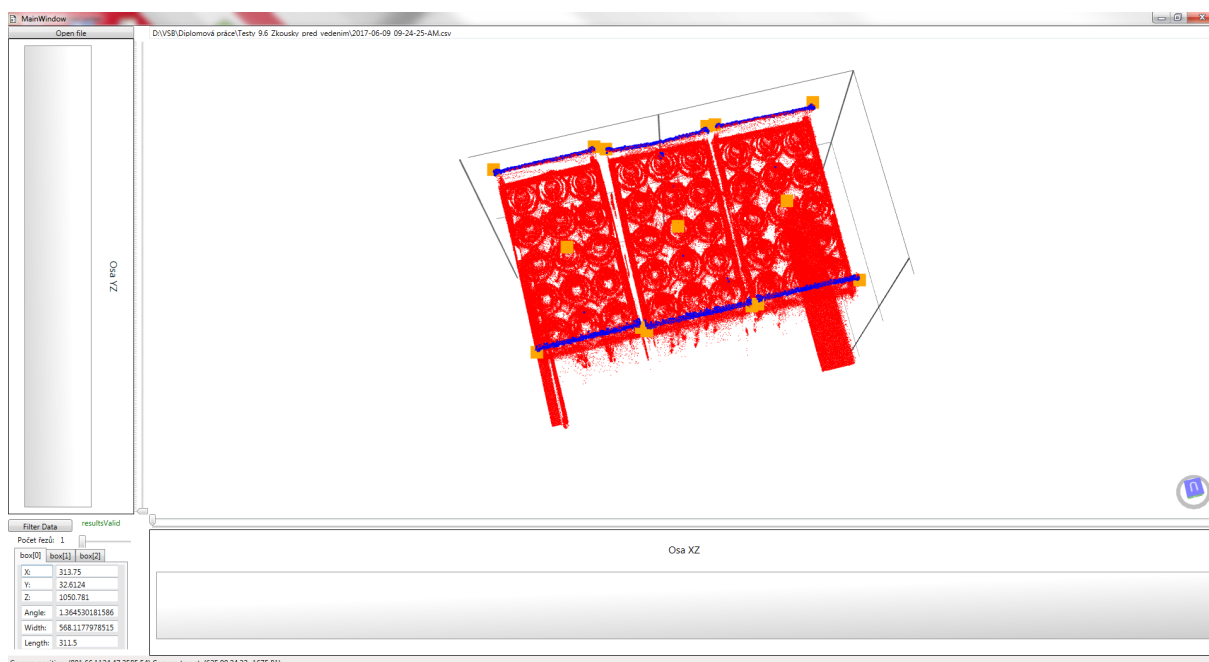 MainWindow
Open file
D:\VSB\Diplomová práce\Testy 9.6 Zkousky pred vedenim\2017-06-09 09-24-25-AM.csv
Osa YZ
Filter Data
resultsValid
Počet řezů: 1
box[0] box[1] box[2]
X: 313.75
Y: 32.6124
Z: 1050.781
Angle: 1.364530181586
Width: 568.1177978515
Length: 311.5
Osa XZ